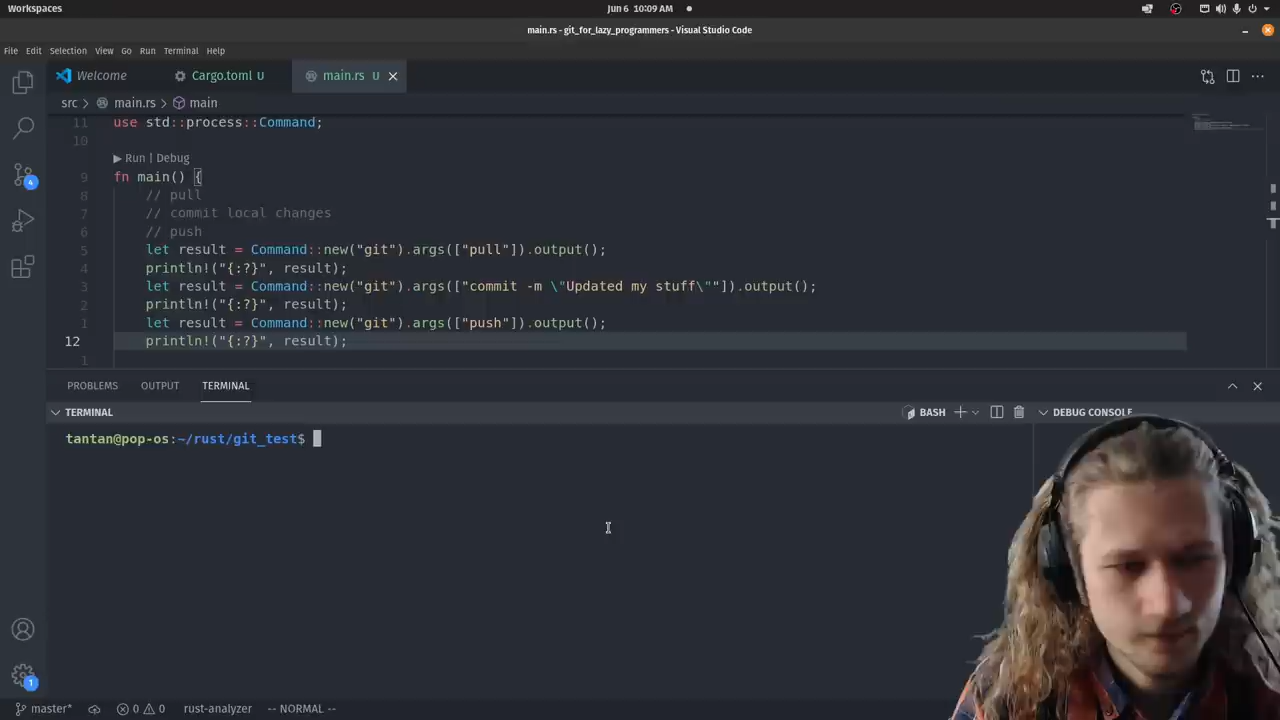 Workspaces
Jun 6 10:09 AM
main.rs - git_for_lazy_programmers - Visual Studio Code
File Edit Selection View Go Run Terminal Help
Welcome Cargo.toml U main.rs U
src > main.rs > main
11 use std::process::Command;
10
Run | Debug
9 fn main() {
8 // pull
7 // commit local changes
6 // push
5 let result = Command::new("git").args(["pull"]).output();
4 println!("{:?}", result);
3 let result = Command::new("git").args(["commit -m \"Updated my stuff\""]).output();
2 println!("{:?}", result);
1 let result = Command::new("git").args(["push"]).output();
12 println!("{:?}", result);
1
4
PROBLEMS OUTPUT TERMINAL
TERMINAL BASH DEBUG CONSOLE
tantan@pop-os:~/rust/git_test$
1
master* 0 0 rust-analyzer -- NORMAL --